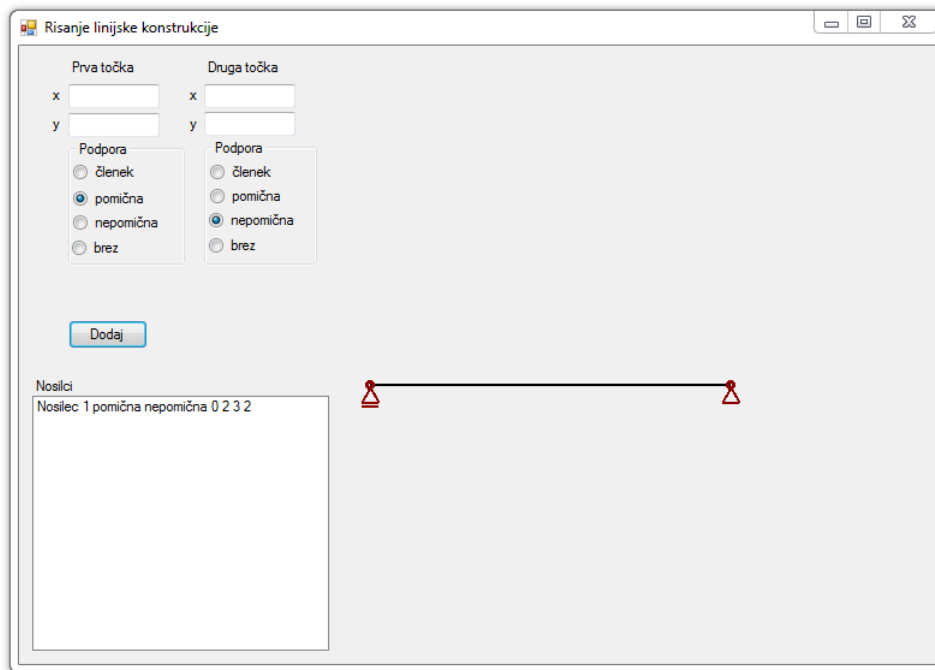 Risanje linijske konstrukcije
Prva točka Druga točka
x x
y y
Podpora Podpora
členek členek
pomična pomična
nepomična nepomična
brez brez
Dodaj
Nosilci
Nosilec 1 pomična nepomična 0 2 3 2